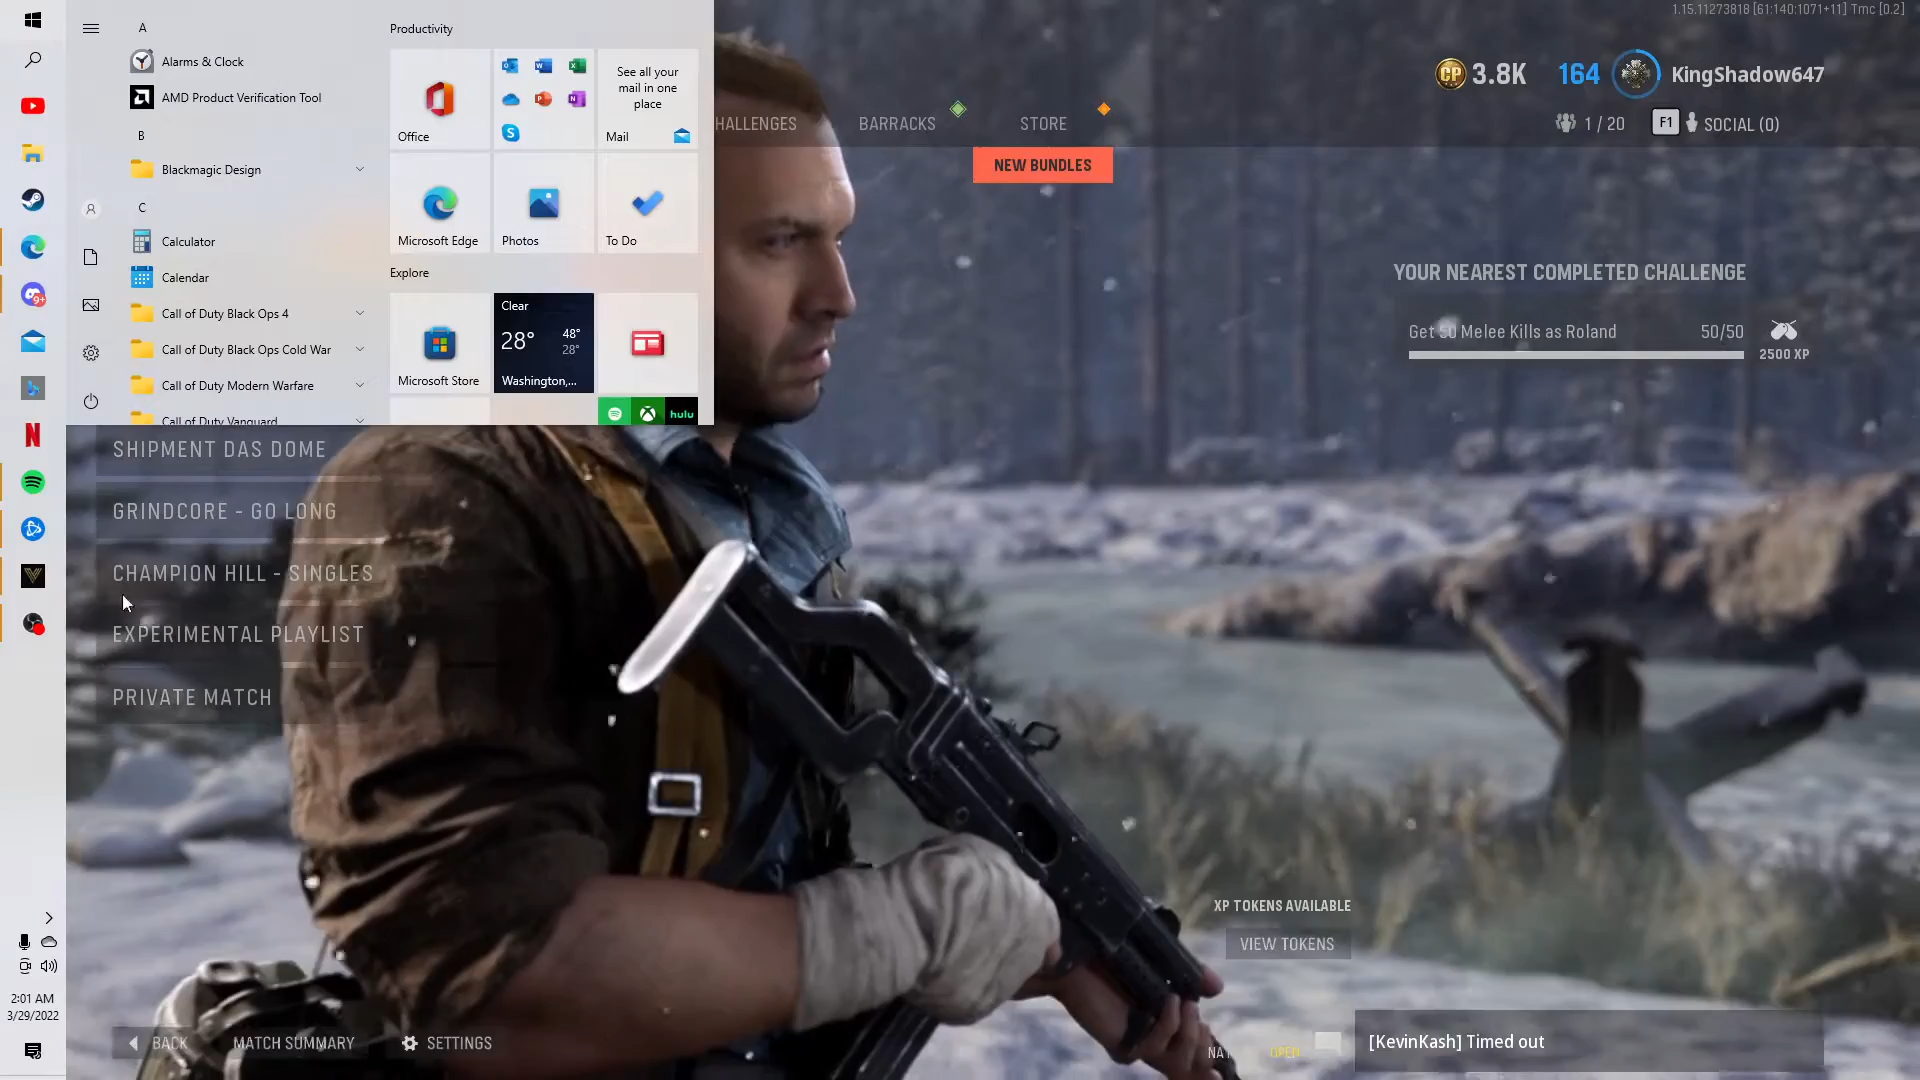 1.15.11273818 [61:140:1071+11] Tmc [0.2]
A
Alarms & Clock
AMD Product Verification Tool
B
Blackmagic Design
C
Calculator
Calendar
Call of Duty Black Ops 4
Call of Duty Black Ops Cold War
Call of Duty Modern Warfare
Call of Duty Vanguard
Productivity
Office
See all your
mail in one
place
Mail
Microsoft Edge
Photos
To Do
Explore
Microsoft Store
Clear
28°
48°
28°
Washington,...
hulu
HALLENGES
BARRACKS
STORE
NEW BUNDLES
CP 3.8K
164
KingShadow647
1 / 20
F1
SOCIAL (0)
YOUR NEAREST COMPLETED CHALLENGE
Get 50 Melee Kills as Roland
50/50
2500 XP
9+
SHIPMENT DAS DOME
GRINDCORE - GO LONG
CHAMPION HILL - SINGLES
EXPERIMENTAL PLAYLIST
PRIVATE MATCH
XP TOKENS AVAILABLE
VIEW TOKENS
2:01 AM
3/29/2022
BACK
MATCH SUMMARY
SETTINGS
OPEN
[KevinKash] Timed out